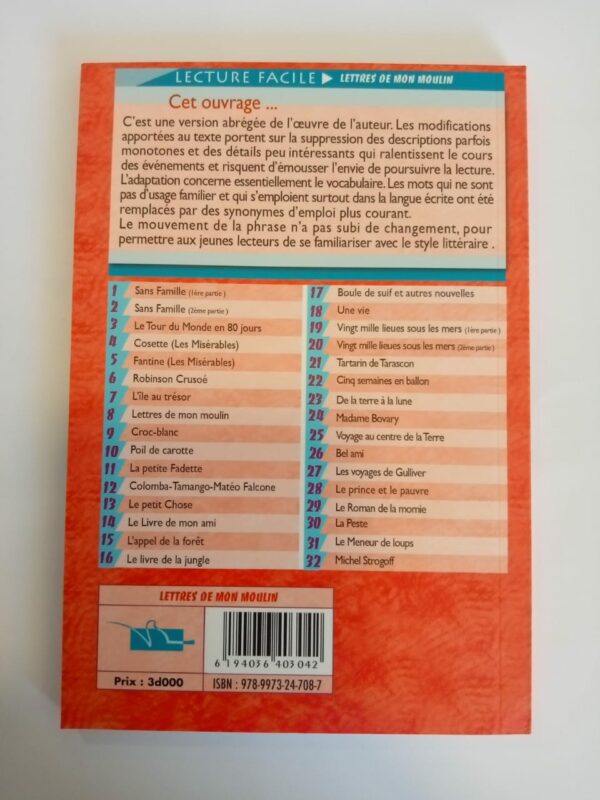 LECTURE FACILE ▶ LETTRES DE MON MOULIN
Cet ouvrage ...
C'est une version abrégée de l'œuvre de l'auteur. Les modifications
apportées au texte portent sur la suppression des descriptions parfois
monotones et des détails peu intéressants qui ralentissent le cours
des événements et risquent d'émousser l'envie de poursuivre la lecture.
L'adaptation concerne essentiellement le vocabulaire. Les mots qui ne sont
pas d'usage familier et qui s'emploient surtout dans la langue écrite ont été
remplacés par des synonymes d'emploi plus courant.
Le mouvement de la phrase n'a pas subi de changement, pour
permettre aux jeunes lecteurs de se familiariser avec le style littéraire .
1 Sans Famille (1ère partie)
2 Sans Famille (2ème partie)
3 Le Tour du Monde en 80 jours
4 Cosette (Les Misérables)
5 Fantine (Les Misérables)
6 Robinson Crusoé
7 L'île au trésor
8 Lettres de mon moulin
9 Croc-blanc
10 Poil de carotte
11 La petite Fadette
12 Colomba-Tamango-Matéo Falcone
13 Le petit Chose
14 Le Livre de mon ami
15 L'appel de la forêt
16 Le livre de la jungle
17 Boule de suif et autres nouvelles
18 Une vie
19 Vingt mille lieues sous les mers (1ère partie)
20 Vingt mille lieues sous les mers (2ème partie)
21 Tartarin de Tarascon
22 Cinq semaines en ballon
23 De la terre à la lune
24 Madame Bovary
25 Voyage au centre de la Terre
26 Bel ami
27 Les voyages de Gulliver
28 Le prince et le pauvre
29 Le Roman de la momie
30 La Peste
31 Le Meneur de loups
32 Michel Strogoff
LETTRES DE MON MOULIN
6 194036 403042
Prix : 3d000
ISBN : 978-9973-24-708-7